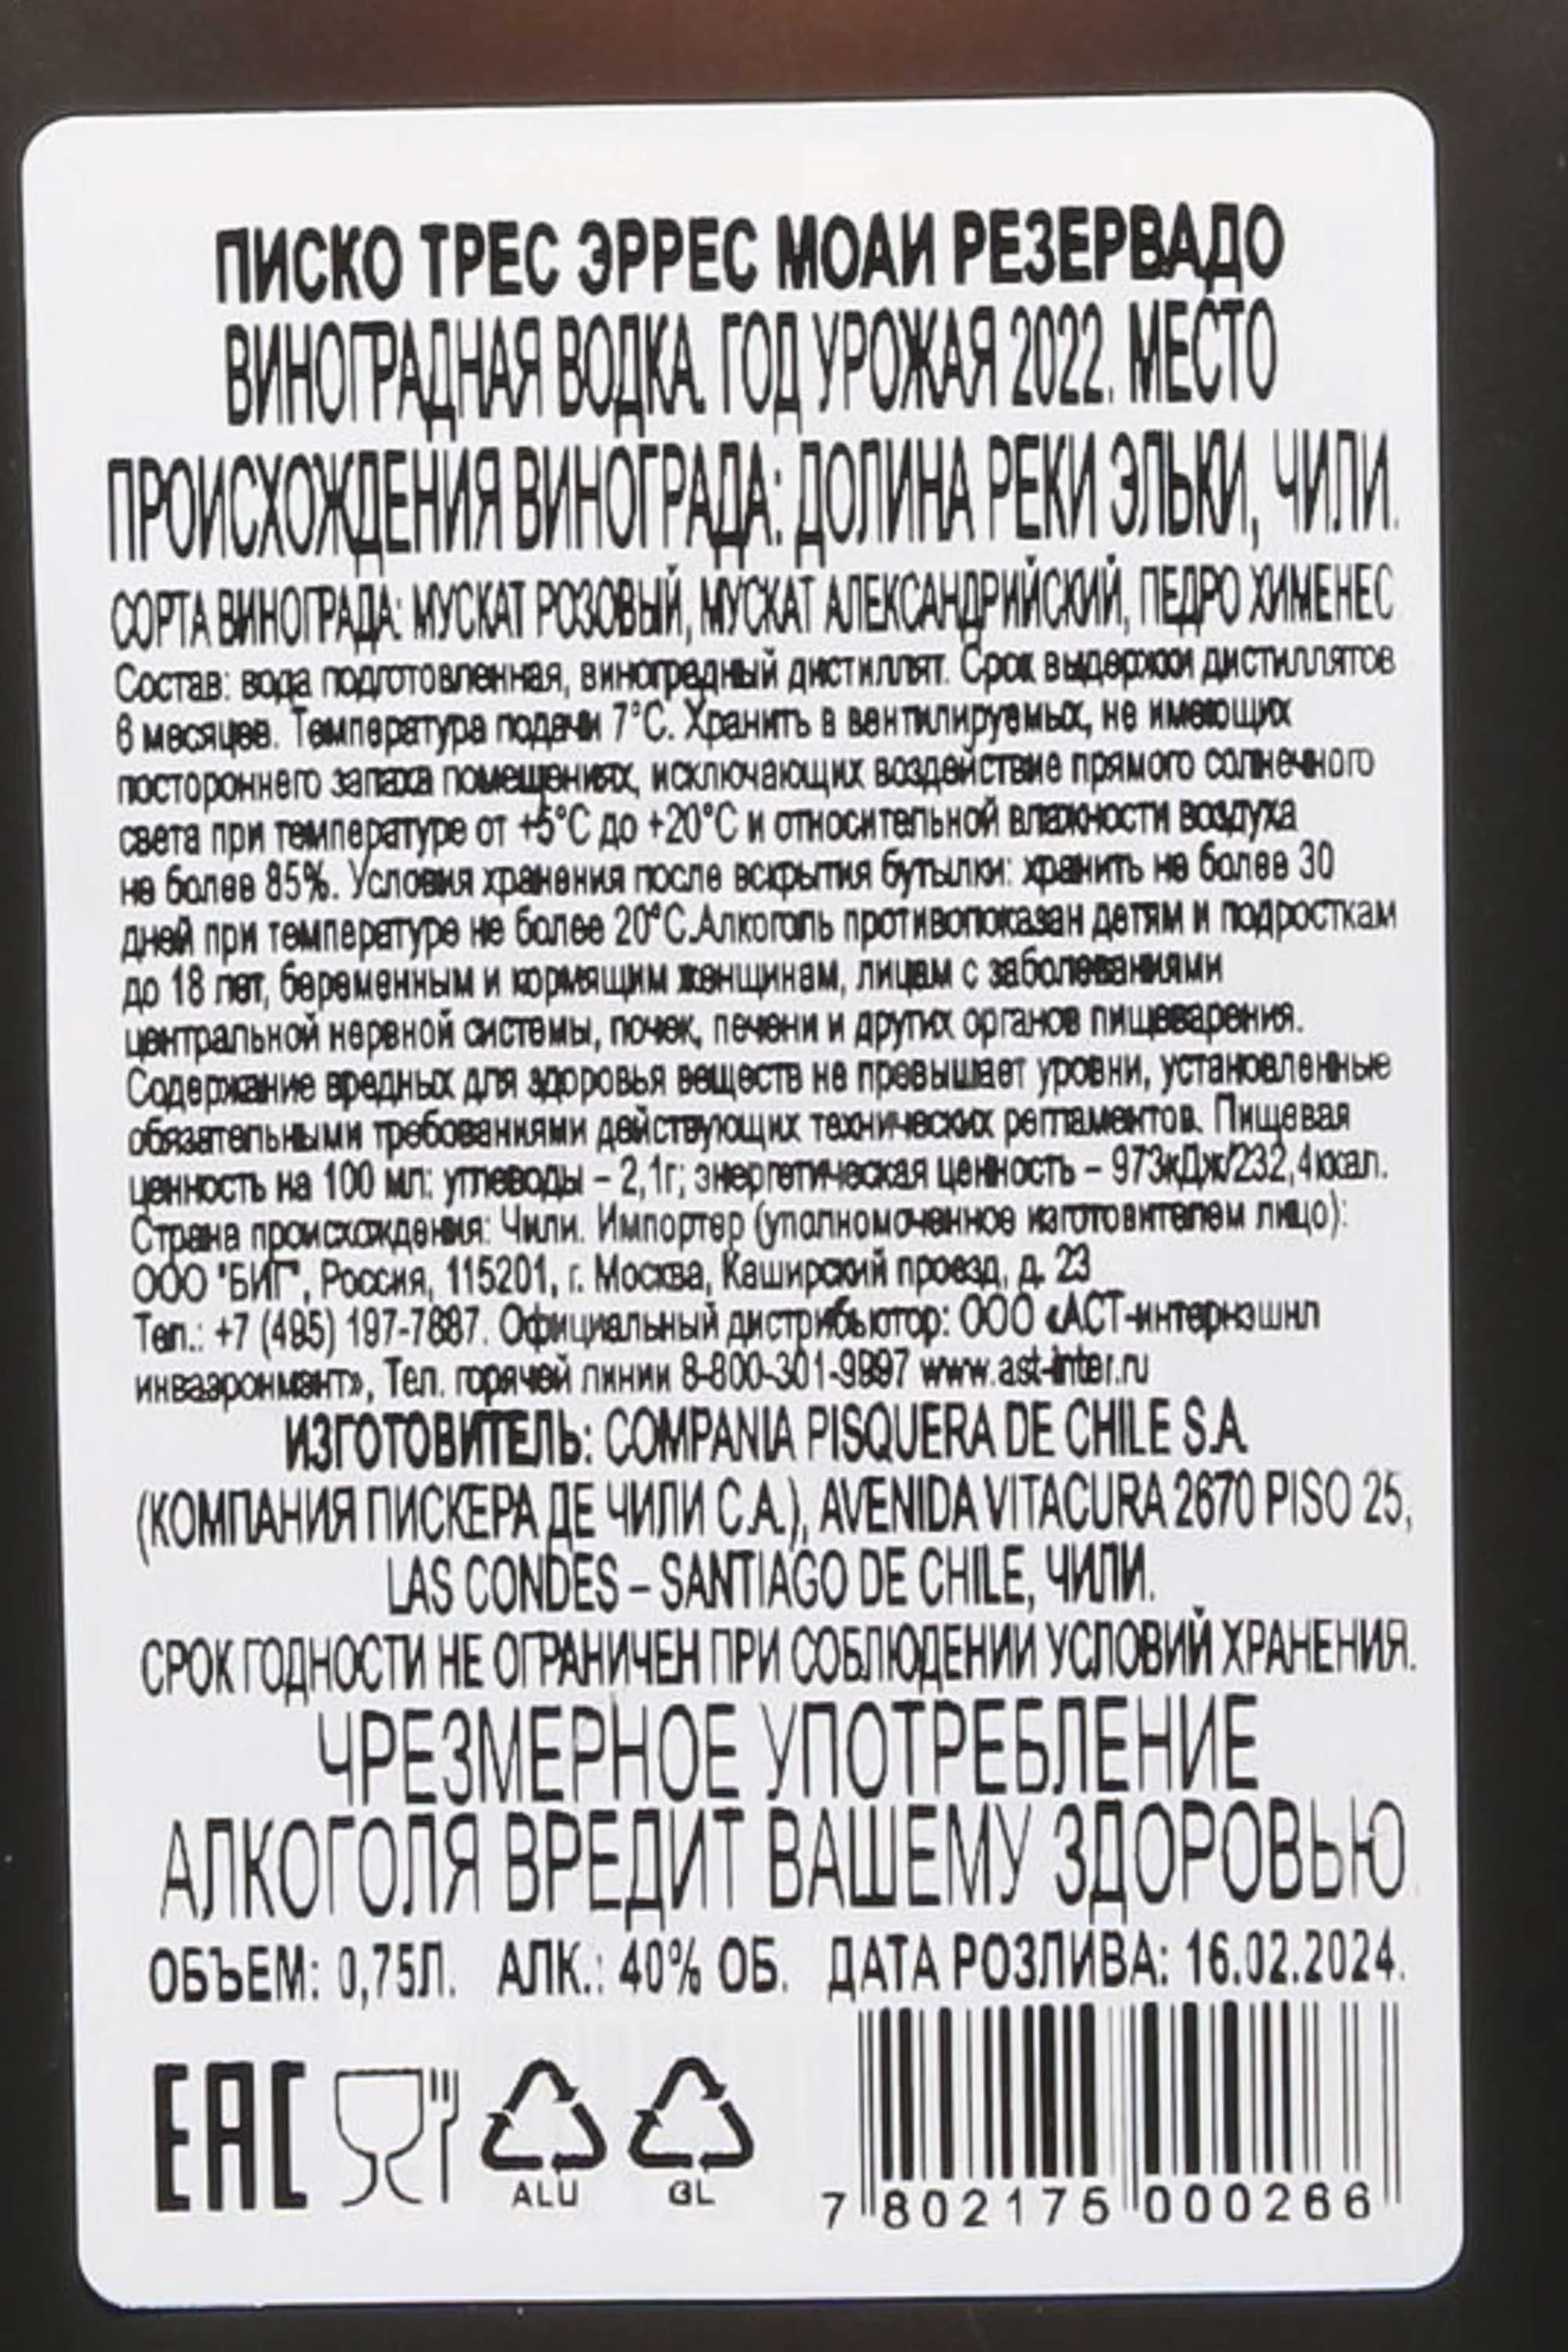 ПИСКО ТРЕС ЭРРЕС МОАИ РЕЗЕРВАДО
ВИНОГРАДНАЯ ВОДКА. ГОД УРОЖАЯ 2022. МЕСТО
ПРОИСХОЖДЕНИЯ ВИНОГРАДА: ДОЛИНА РЕКИ ЭЛЬКИ, ЧИЛИ.
СОРТА ВИНОГРАДА: МУСКАТ РОЗОВЫЙ, МУСКАТ АЛЕКСАНДРИЙСКИЙ, ПЕДРО ХИМЕНЕС
Состав: вода подготовленная, виноградный дистиллят. Срок выдержки дистиллятов
6 месяцев. Температура подачи 7°C. Хранить в вентилируемых, не имеющих
постороннего запаха помещениях, исключающих воздействие прямого солнечного
света при температуре от +5°C до +20°C и относительной влажности воздуха
не более 85%. Условия хранения после вскрытия бутылки: хранить не более 30
дней при температуре не более 20°C.Алкоголь противопоказан детям и подросткам
до 18 лет, беременным и кормящим женщинам, лицам с заболеваниями
центральной нервной системы, почек, печени и других органов пищеварения.
Содержание вредных для здоровья веществ не превышает уровни, установленные
обязательными требованиями действующих технических регламентов. Пищевая
ценность на 100 мл: углеводы – 2,1г; энергетическая ценность – 973кДж/232,4ккал.
Страна происхождения: Чили. Импортер (уполномоченное изготовителем лицо):
ООО "БИГ", Россия, 115201, г. Москва, Каширский проезд, д. 23
Тел.: +7 (495) 197-7887. Официальный дистрибьютор: ООО «АСТ-интернэшнл
инваэронмэнт», Тел. горячей линии 8-800-301-9997 www.ast-inter.ru
ИЗГОТОВИТЕЛЬ: COMPANIA PISQUERA DE CHILE S.A.
(КОМПАНИЯ ПИСКЕРА ДЕ ЧИЛИ С.А.), AVENIDA VITACURA 2670 PISO 25,
LAS CONDES – SANTIAGO DE CHILE, ЧИЛИ.
СРОК ГОДНОСТИ НЕ ОГРАНИЧЕН ПРИ СОБЛЮДЕНИИ УСЛОВИЙ ХРАНЕНИЯ.
ЧРЕЗМЕРНОЕ УПОТРЕБЛЕНИЕ
АЛКОГОЛЯ ВРЕДИТ ВАШЕМУ ЗДОРОВЬЮ.
ОБЪЕМ: 0,75Л. АЛК.: 40% ОБ. ДАТА РОЗЛИВА: 16.02.2024.
EAC ALU GL 7 802175 000266